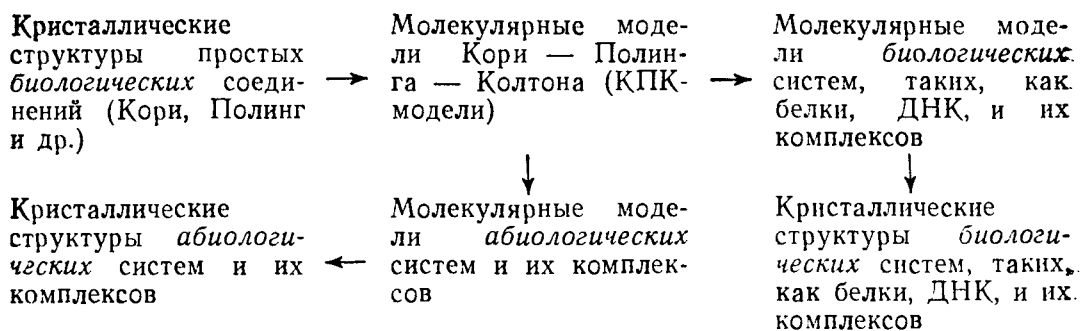 Кристаллические
структуры простых
биологических соеди-
нений (Кори, Полинг
и др.)
Молекулярные моде-
ли Кори — Полин-
га — Колтона (КПК-
модели)
Молекулярные моде-
ли биологических
систем, таких, как
белки, ДНК, и их
комплексов
Кристаллические
структуры абиологи-
ческих систем и их
комплексов
Молекулярные моде-
ли абиологических
систем и их комплек-
сов
Кристаллические
структуры биологи-
ческих систем, таких,
как белки, ДНК, и их
комплексов